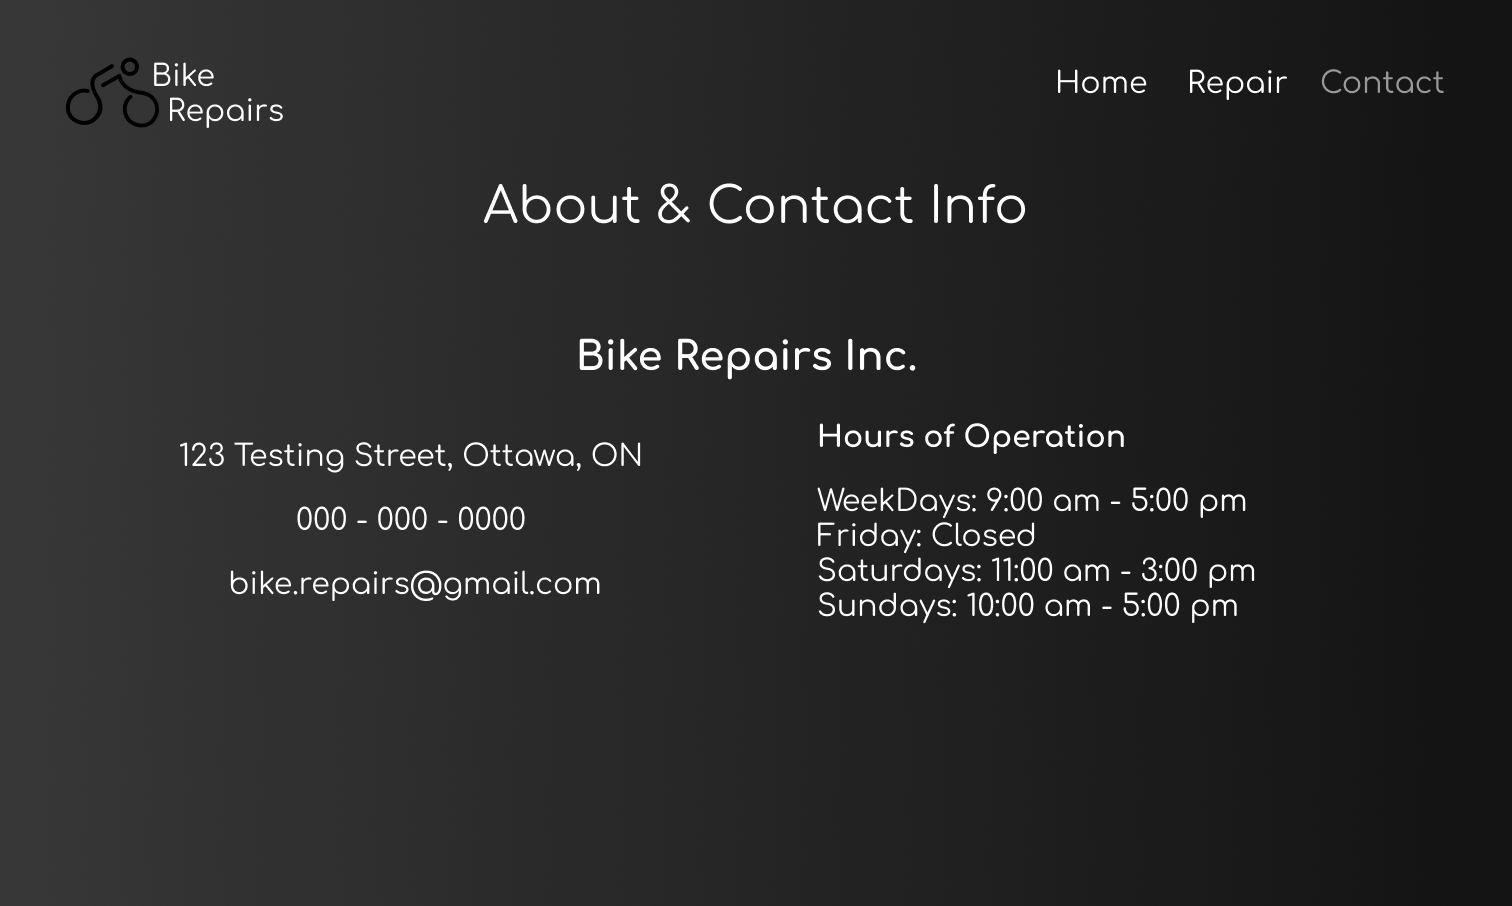 Bike
Repairs
Home Repair Contact
About & Contact Info
Bike Repairs Inc.
123 Testing Street, Ottawa, ON
000 - 000 - 0000
bike.repairs@gmail.com
Hours of Operation
WeekDays: 9:00 am - 5:00 pm
Friday: Closed
Saturdays: 11:00 am - 3:00 pm
Sundays: 10:00 am - 5:00 pm